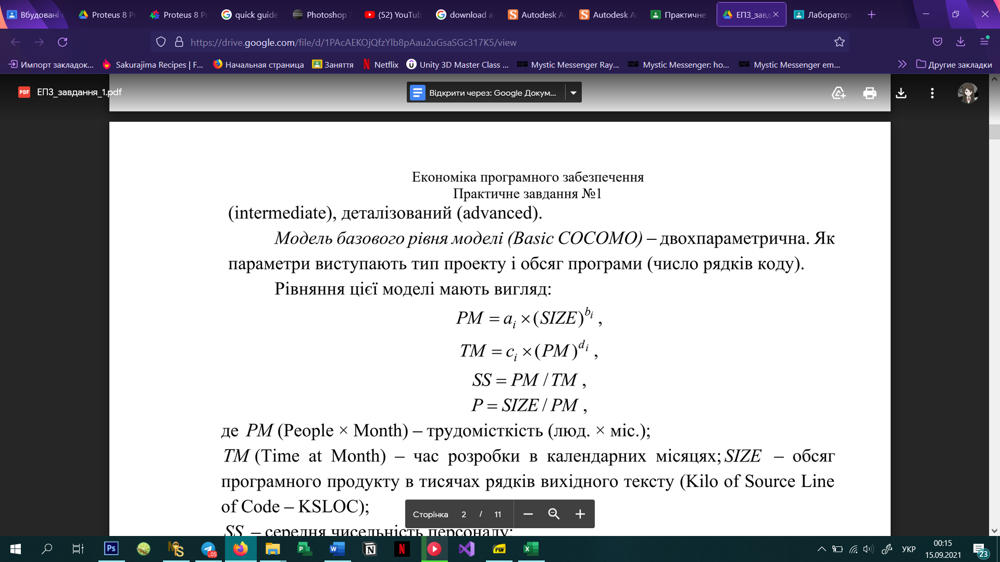 Вбудовані с
Proteus 8 Pr
Proteus 8 Pr
quick guide
Photoshop T
(52) YouTub
download a
Autodesk A
Autodesk A
Практичне
ЕПЗ_завд
Лаборатор
https://drive.google.com/file/d/1PAcAEKOjQfzYlb8pAau2uGsaSGc317K5/view
Импорт закладок...
Sakurajima Recipes | F...
Начальная страница
Заняття
Netflix
Unity 3D Master Class ...
Mystic Messenger Ray...
Mystic Messenger: ho...
Mystic Messenger em...
Другие закладки
PDF ЕПЗ_завдання_1.pdf
Відкрити через: Google Докум...
Економіка програмного забезпечення
Практичне завдання №1
(intermediate), деталізований (advanced).
Модель базового рівня моделі (Basic COCOMO) – двохпараметрична. Як
параметри виступають тип проекту і обсяг програми (число рядків коду).
Рівняння цієї моделі мають вигляд:
PM = a_i × (SIZE)^{b_i} ,
TM = c_i × (PM)^{d_i} ,
SS = PM / TM ,
P = SIZE / PM ,
де PM (People × Month) – трудомісткість (люд. × міс.);
TM (Time at Month) – час розробки в календарних місяцях; SIZE – обсяг
програмного продукту в тисячах рядків вихідного тексту (Kilo of Source Line
of Code – KSLOC);
SS – середня чисельність персоналу;
Сторінка 2 / 11
Ps
..05
УКР
00:15
15.09.2021
23